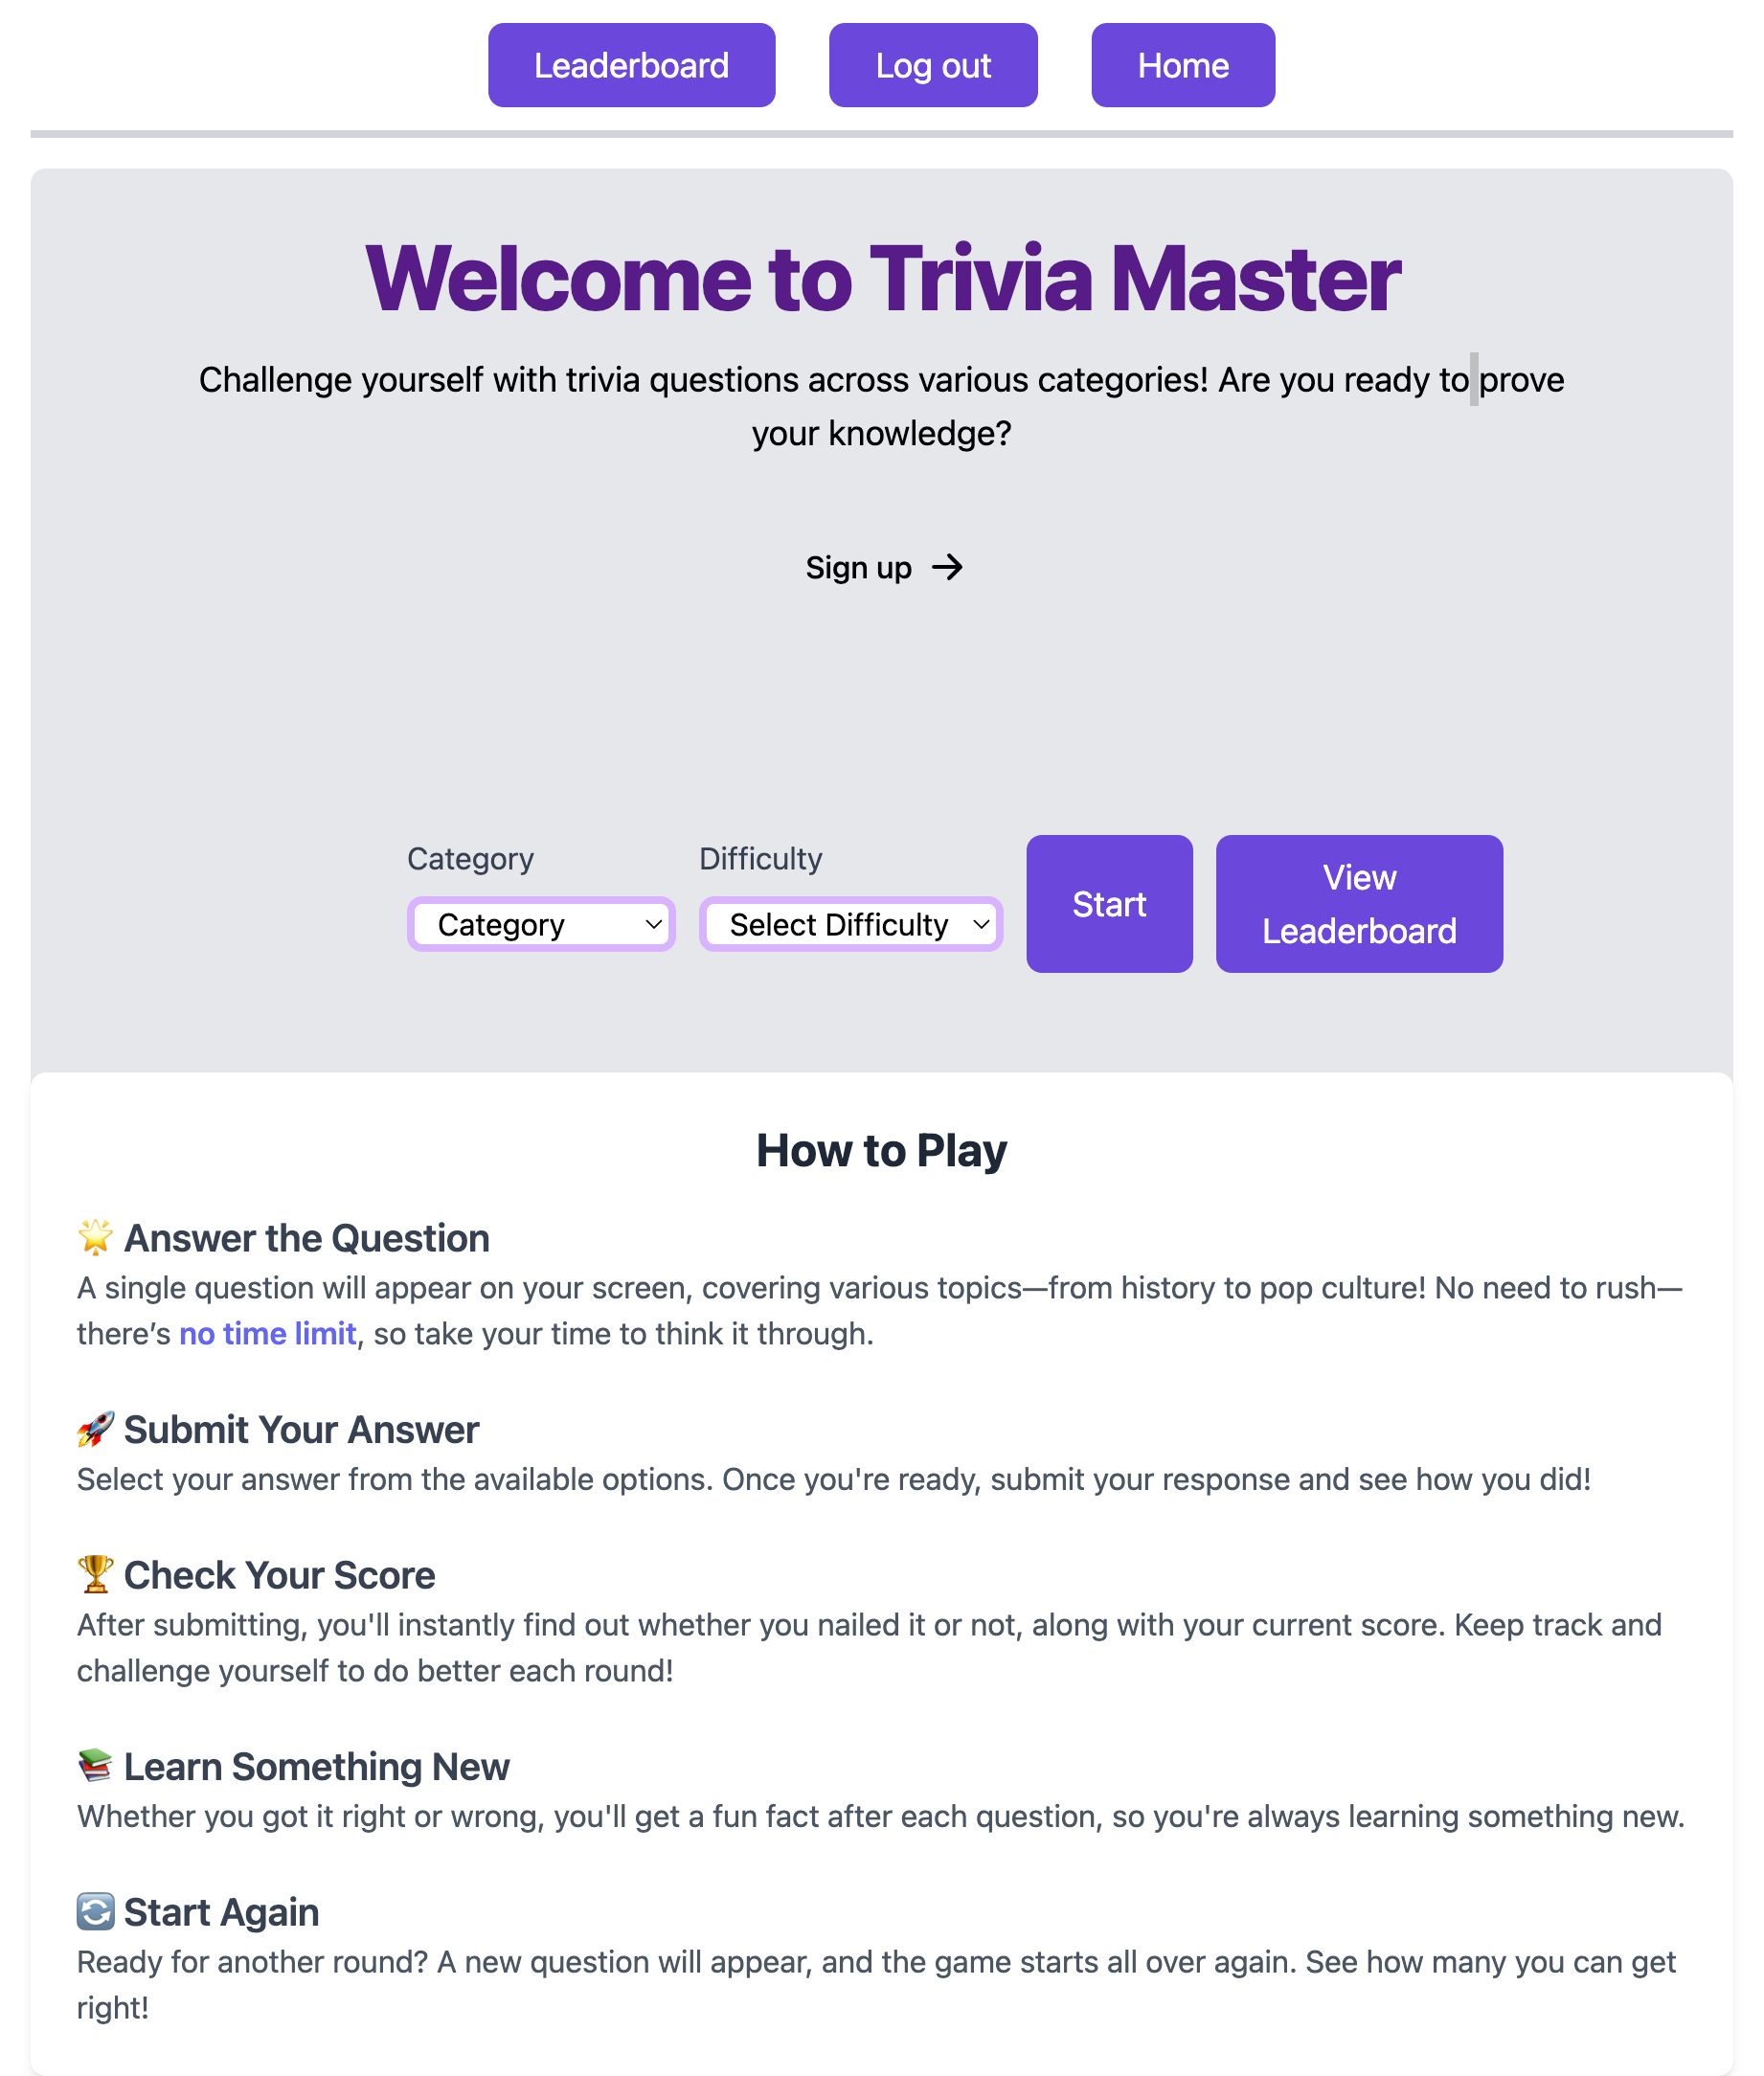 Leaderboard Log out Home
Welcome to Trivia Master
Challenge yourself with trivia questions across various categories! Are you ready to prove
your knowledge?
Sign up →
Category Difficulty
Category Select Difficulty Start View
Leaderboard
How to Play
🌟 Answer the Question
A single question will appear on your screen, covering various topics—from history to pop culture! No need to rush—
there’s no time limit, so take your time to think it through.
🚀 Submit Your Answer
Select your answer from the available options. Once you're ready, submit your response and see how you did!
🏆 Check Your Score
After submitting, you'll instantly find out whether you nailed it or not, along with your current score. Keep track and
challenge yourself to do better each round!
📚 Learn Something New
Whether you got it right or wrong, you'll get a fun fact after each question, so you're always learning something new.
🔄 Start Again
Ready for another round? A new question will appear, and the game starts all over again. See how many you can get
right!